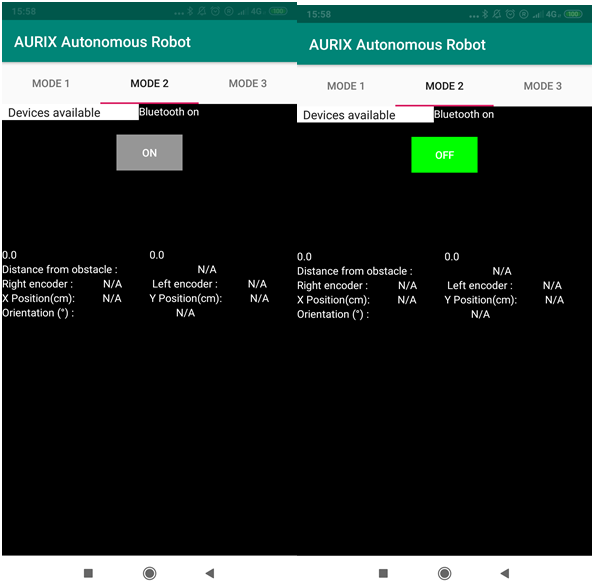 15:58 4G 100
AURIX Autonomous Robot
MODE 1 MODE 2 MODE 3
Devices available Bluetooth on
ON
0.0 0.0
Distance from obstacle : N/A
Right encoder : N/A Left encoder : N/A
X Position(cm): N/A Y Position(cm): N/A
Orientation (°) : N/A
15:58 4G 100
AURIX Autonomous Robot
MODE 1 MODE 2 MODE 3
Devices available Bluetooth on
OFF
0.0 0.0
Distance from obstacle : N/A
Right encoder : N/A Left encoder : N/A
X Position(cm): N/A Y Position(cm): N/A
Orientation (°) : N/A